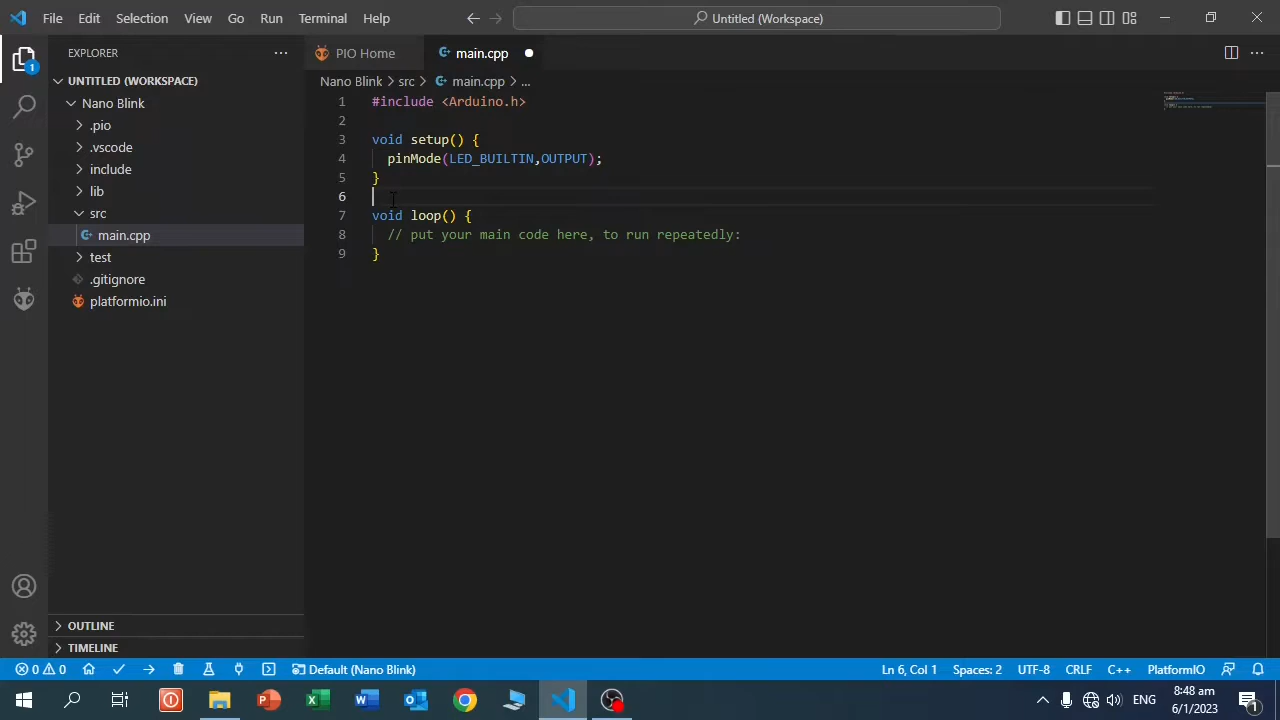 File Edit Selection View Go Run Terminal Help
Untitled (Workspace)
EXPLORER
PIO Home
main.cpp
1
UNTITLED (WORKSPACE)
Nano Blink > src > main.cpp > ...
Nano Blink
.pio
.vscode
include
lib
src
main.cpp
test
.gitignore
platformio.ini
1 #include <Arduino.h>
2
3 void setup() {
4 pinMode(LED_BUILTIN,OUTPUT);
5 }
6
7 void loop() {
8 // put your main code here, to run repeatedly:
9 }
OUTLINE
TIMELINE
0 0 Default (Nano Blink) Ln 6, Col 1 Spaces: 2 UTF-8 CRLF C++ PlatformIO
ENG 8:48 am
6/1/2023
1